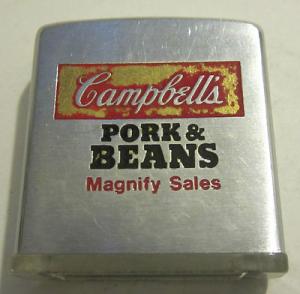 Campbell's
PORK &
BEANS
Magnify Sales